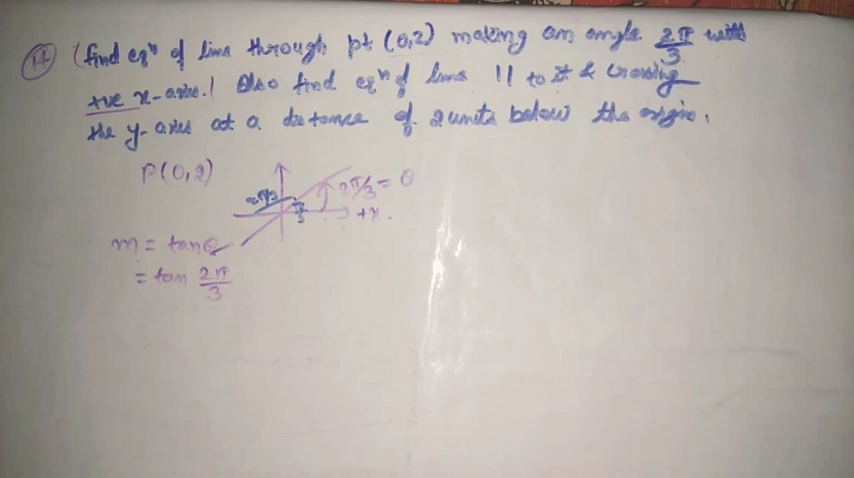 14 (find eqⁿ of line through pt (0,2) making an angle 2π/3 with
+ve x-axis.) Also find eqⁿ of line || to it & crossing
the y-axis at a distance of 2 units below the origin.
P(0,2)
2π/3 = θ
π/3
+x
m = tanθ
= tan 2π/3